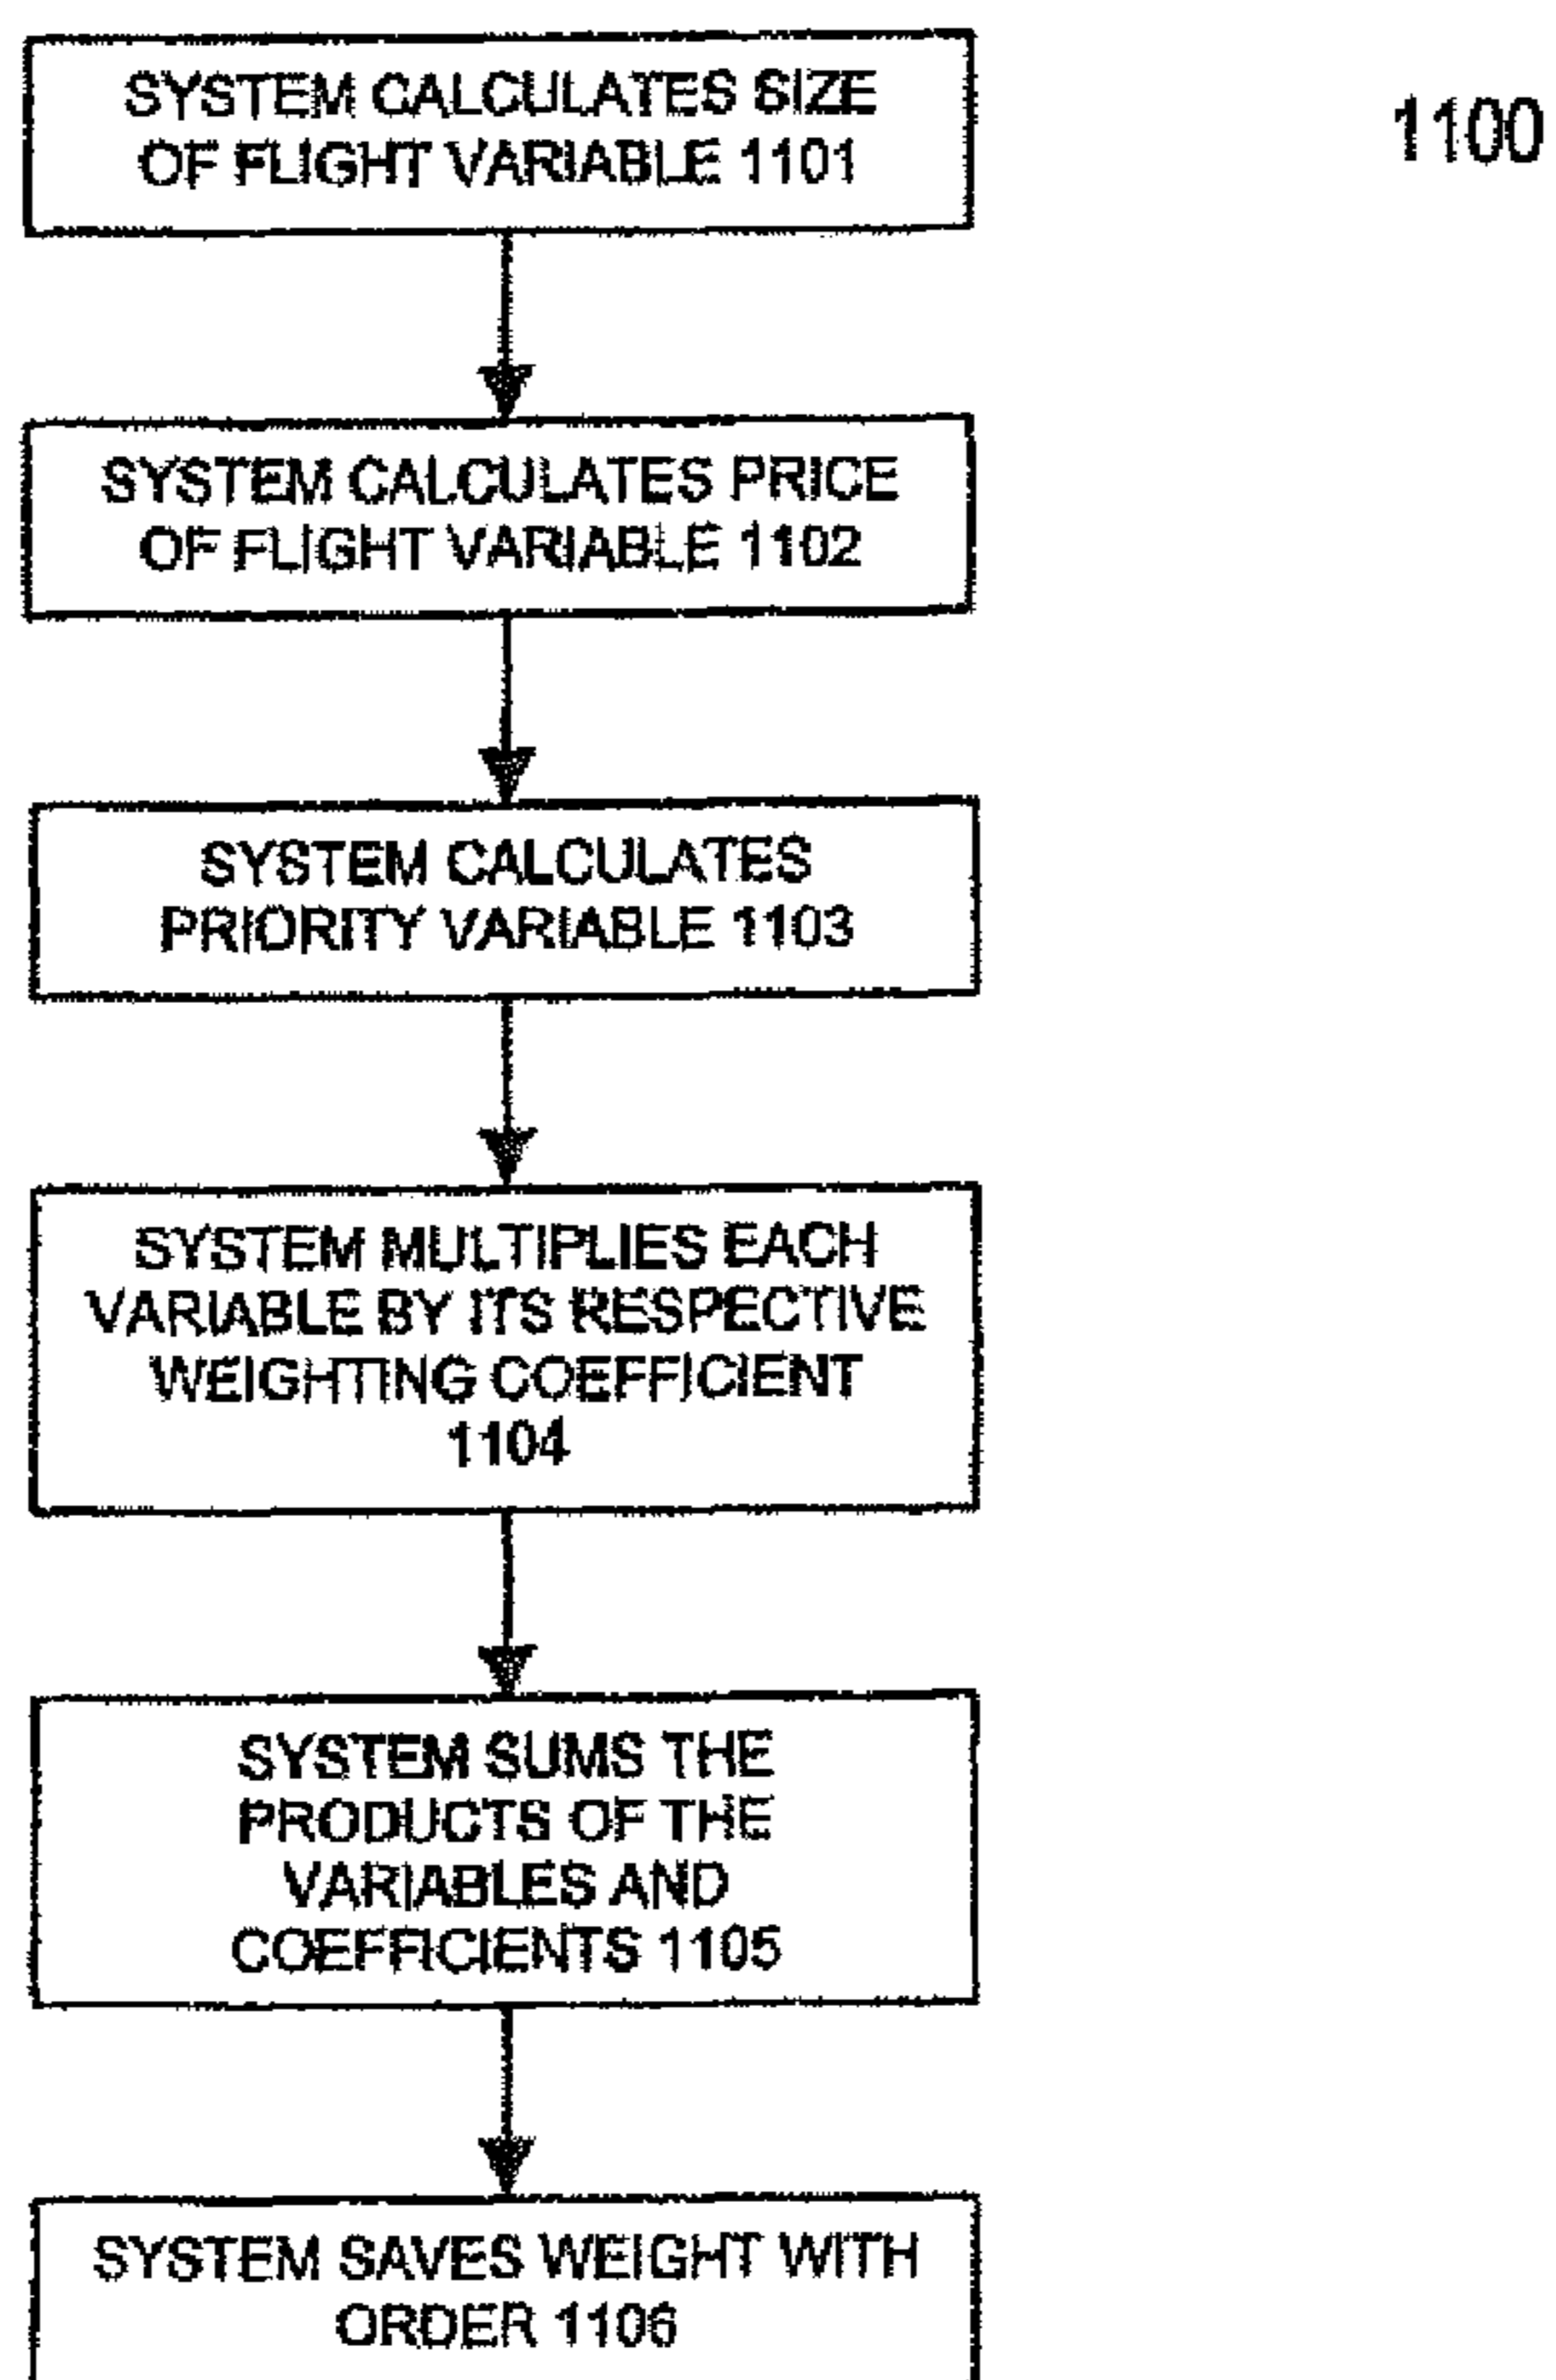 SYSTEM CALCULATES SIZE
OF FLIGHT VARIABLE 1101
1100
SYSTEM CALCULATES PRICE
OF FLIGHT VARIABLE 1102
SYSTEM CALCULATES
PRIORITY VARIABLE 1103
SYSTEM MULTIPLIES EACH
VARIABLE BY ITS RESPECTIVE
WEIGHTING COEFFICIENT
1104
SYSTEM SUMS THE
PRODUCTS OF THE
VARIABLES AND
COEFFICIENTS 1105
SYSTEM SAVES WEIGHT WITH
ORDER 1106